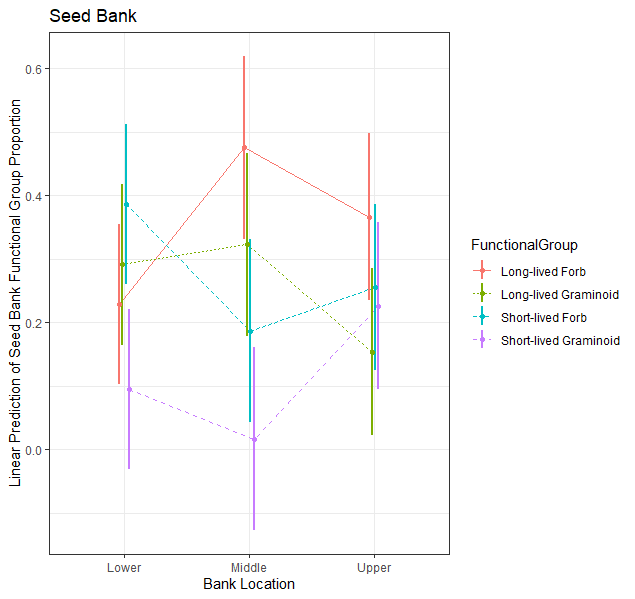 Seed Bank
Linear Prediction of Seed Bank Functional Group Proportion
0.6
0.4
0.2
0.0
Lower
Middle
Upper
Bank Location
FunctionalGroup
Long-lived Forb
Long-lived Graminoid
Short-lived Forb
Short-lived Graminoid